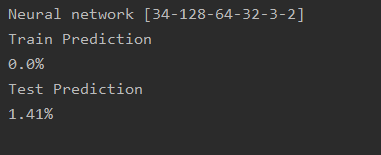 Neural network [34-128-64-32-3-2]
Train Prediction
0.0%
Test Prediction
1.41%